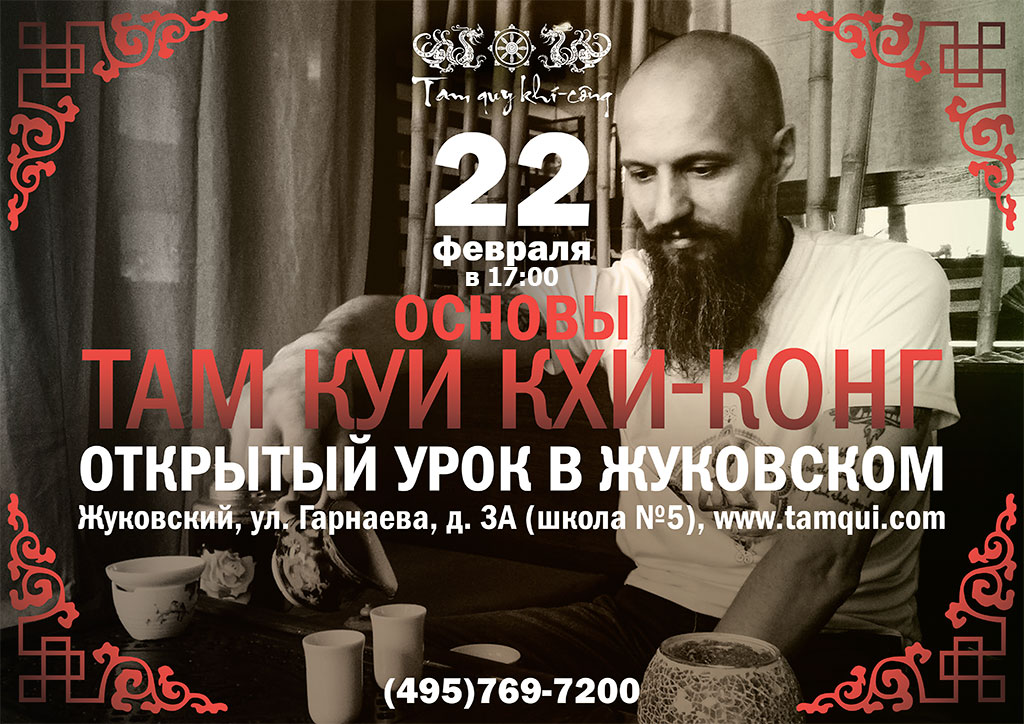 Tam quy khí-công
22
февраля
в 17:00
ОСНОВЫ
ТАМ КУИ КХИ-КОНГ
ОТКРЫТЫЙ УРОК В ЖУКОВСКОМ
Жуковский, ул. Гарнаева, д. 3А (школа №5), www.tamqui.com
(495)769-7200